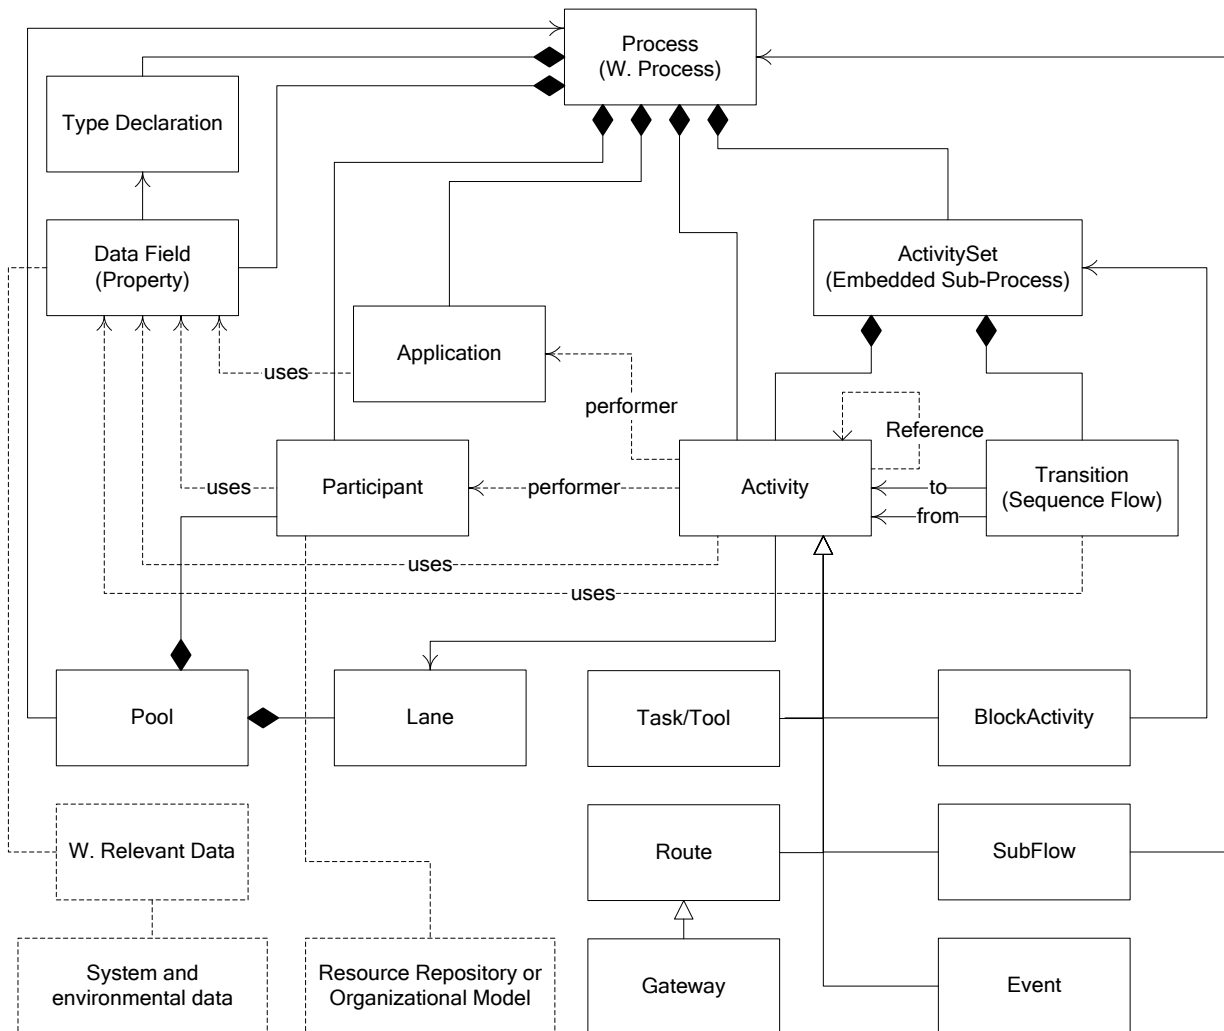 Process
(W. Process)
Type Declaration
Data Field
(Property)
ActivitySet
(Embedded Sub-Process)
Application
uses
performer
Reference
Participant
uses
performer
Activity
to
from
Transition
(Sequence Flow)
uses
uses
Pool
Lane
Task/Tool
BlockActivity
W. Relevant Data
Route
SubFlow
System and
environmental data
Resource Repository or
Organizational Model
Gateway
Event